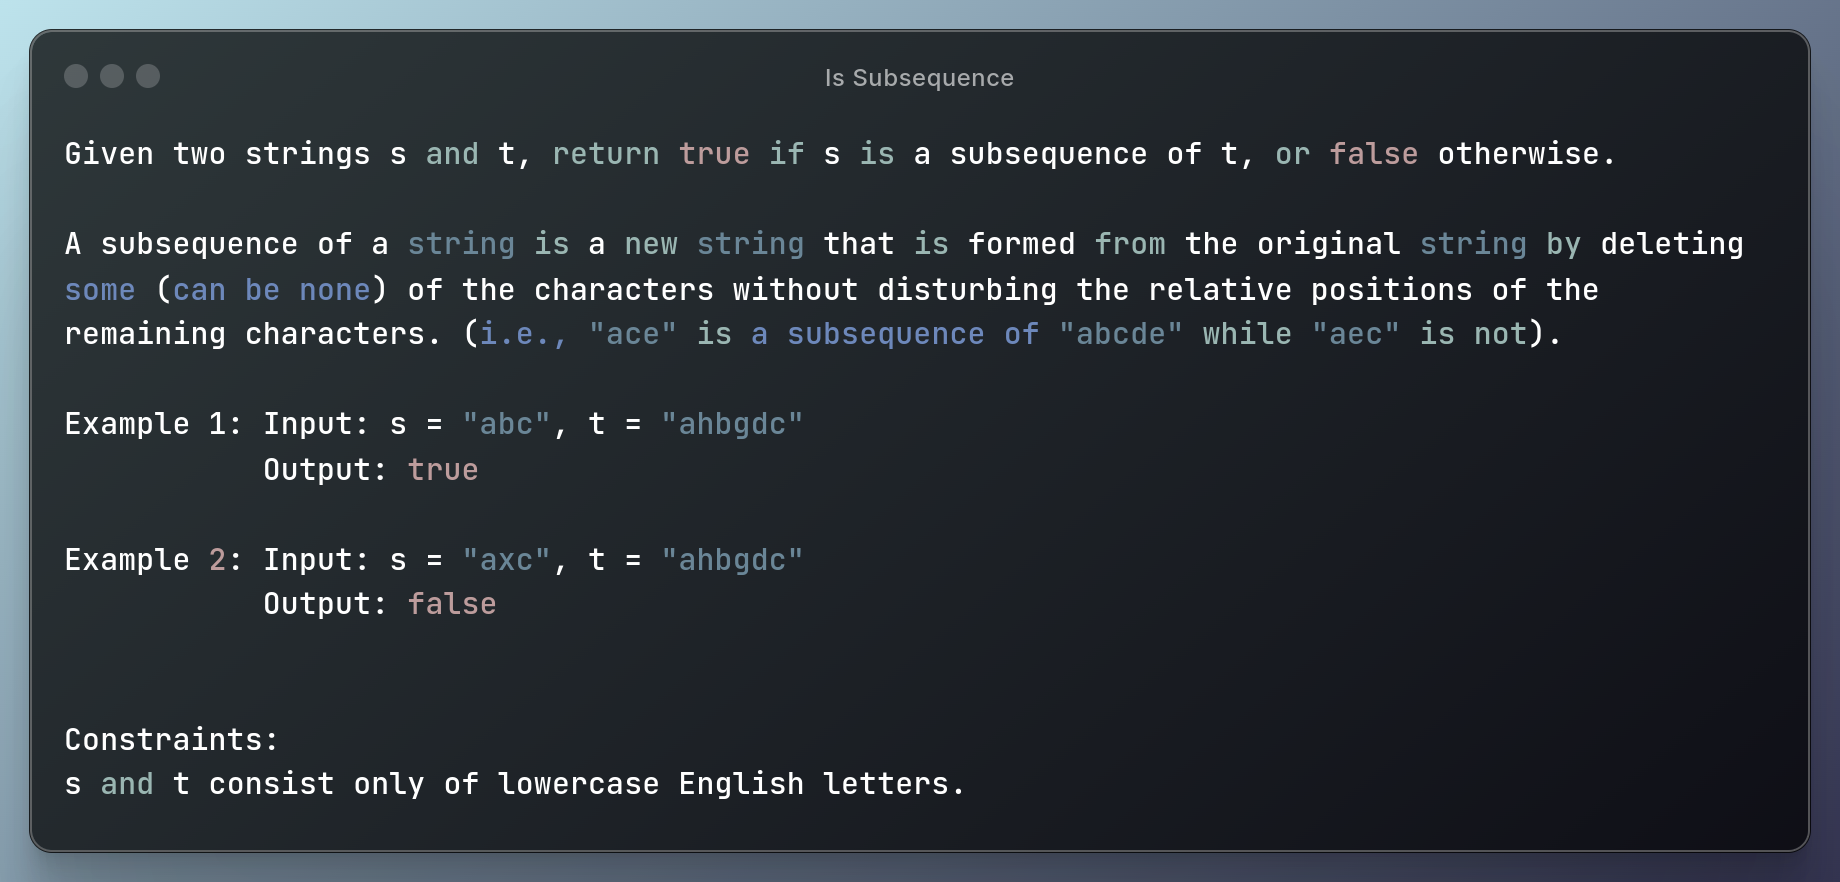 Is Subsequence
Given two strings s and t, return true if s is a subsequence of t, or false otherwise.
A subsequence of a string is a new string that is formed from the original string by deleting
some (can be none) of the characters without disturbing the relative positions of the
remaining characters. (i.e., "ace" is a subsequence of "abcde" while "aec" is not).
Example 1: Input: s = "abc", t = "ahbgdc"
Output: true
Example 2: Input: s = "axc", t = "ahbgdc"
Output: false
Constraints:
s and t consist only of lowercase English letters.